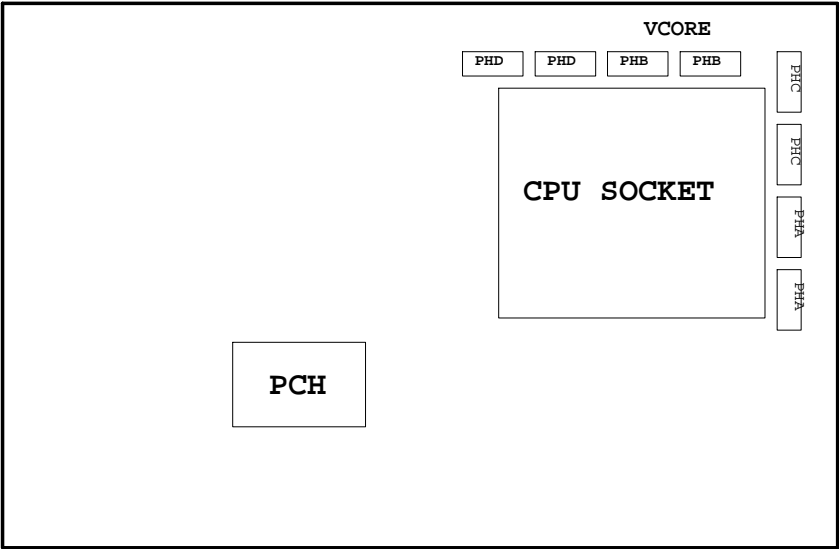 VCORE
PHD PHD PHB PHB
PHC
PHC
CPU SOCKET
PHA
PHA
PCH